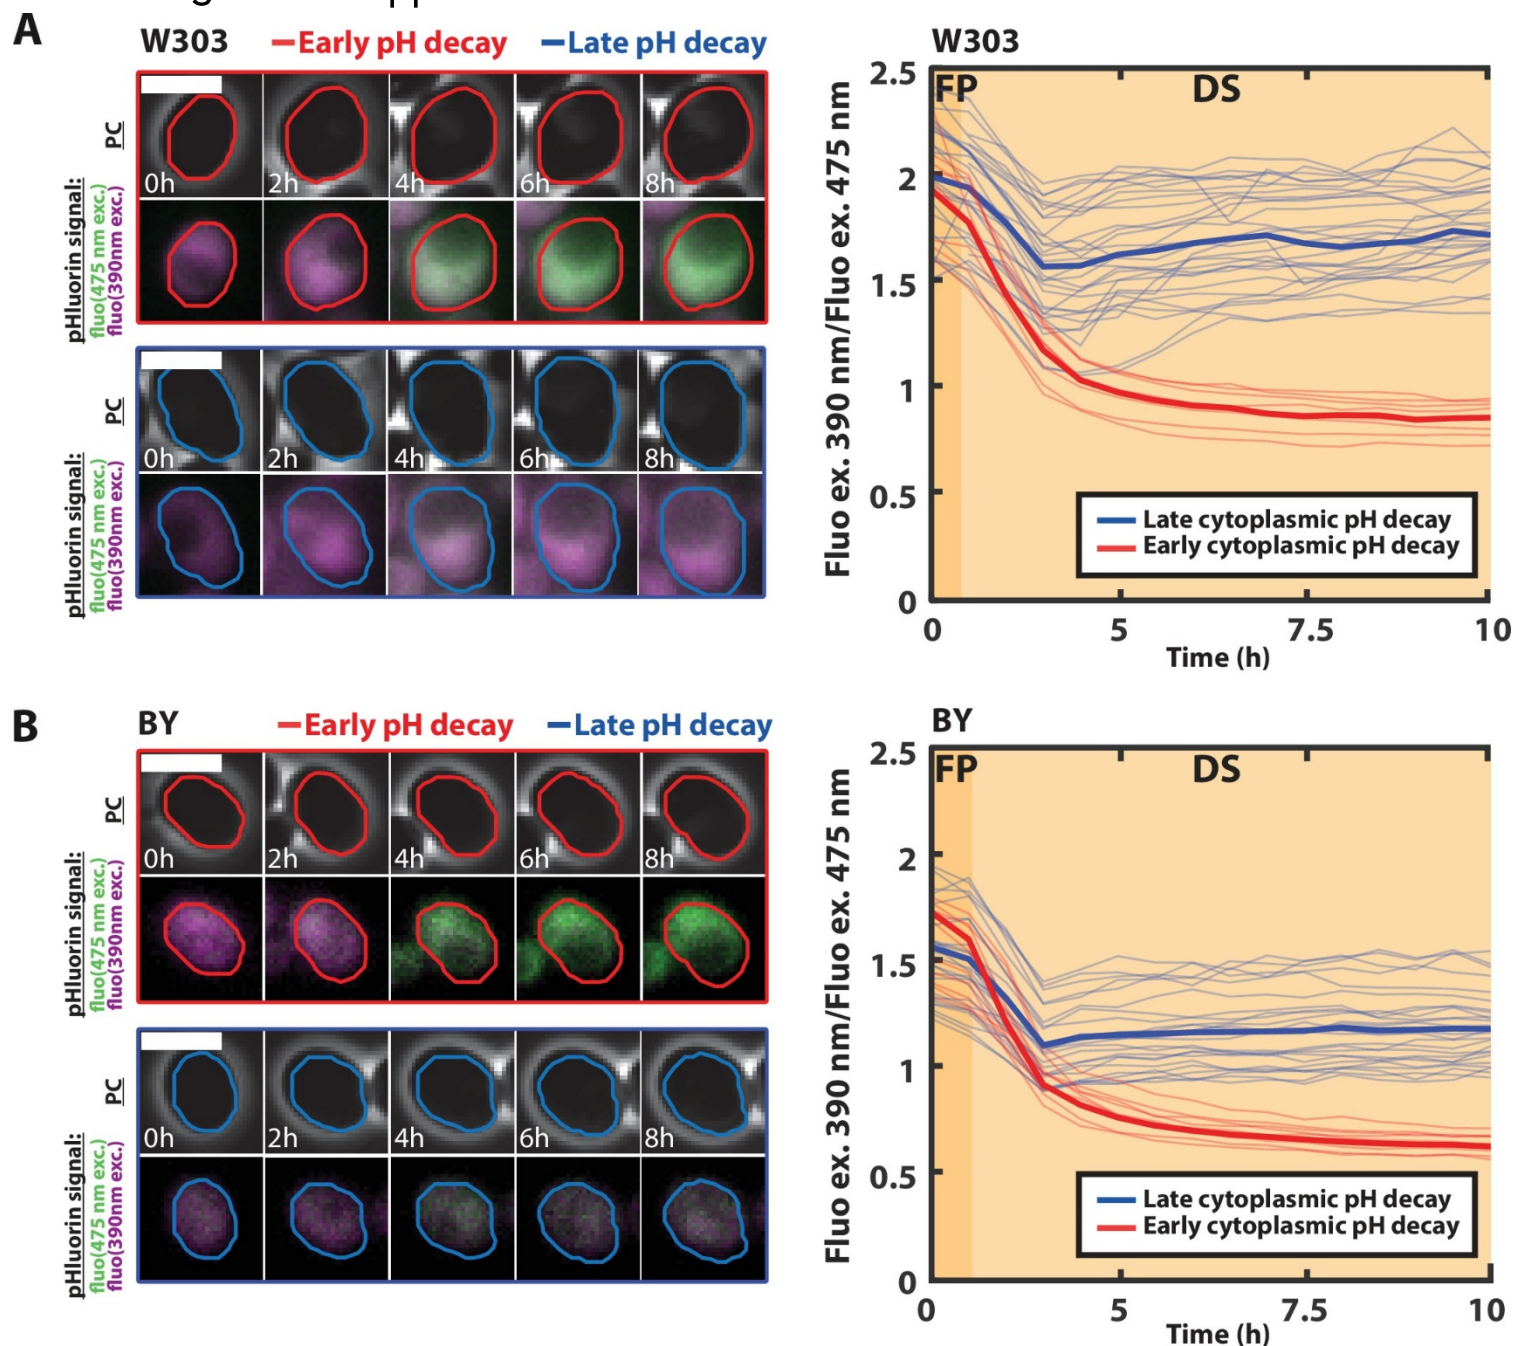 A
W303
Early pH decay
Late pH decay
PC
0h
2h
4h
6h
8h
pHluorin signal:
fluo(475 nm exc.)
fluo(390nm exc.)
PC
0h
2h
4h
6h
8h
pHluorin signal:
fluo(475 nm exc.)
fluo(390nm exc.)
W303
FP
DS
Fluo ex. 390 nm/Fluo ex. 475 nm
2.5
2
1.5
1
0.5
0
Late cytoplasmic pH decay
Early cytoplasmic pH decay
0
5
7.5
10
Time (h)
B
BY
Early pH decay
Late pH decay
PC
0h
2h
4h
6h
8h
pHluorin signal:
fluo(475 nm exc.)
fluo(390nm exc.)
PC
0h
2h
4h
6h
8h
pHluorin signal:
fluo(475 nm exc.)
fluo(390nm exc.)
BY
FP
DS
Fluo ex. 390 nm/Fluo ex. 475 nm
2.5
2
1.5
1
0.5
0
Late cytoplasmic pH decay
Early cytoplasmic pH decay
0
5
7.5
10
Time (h)